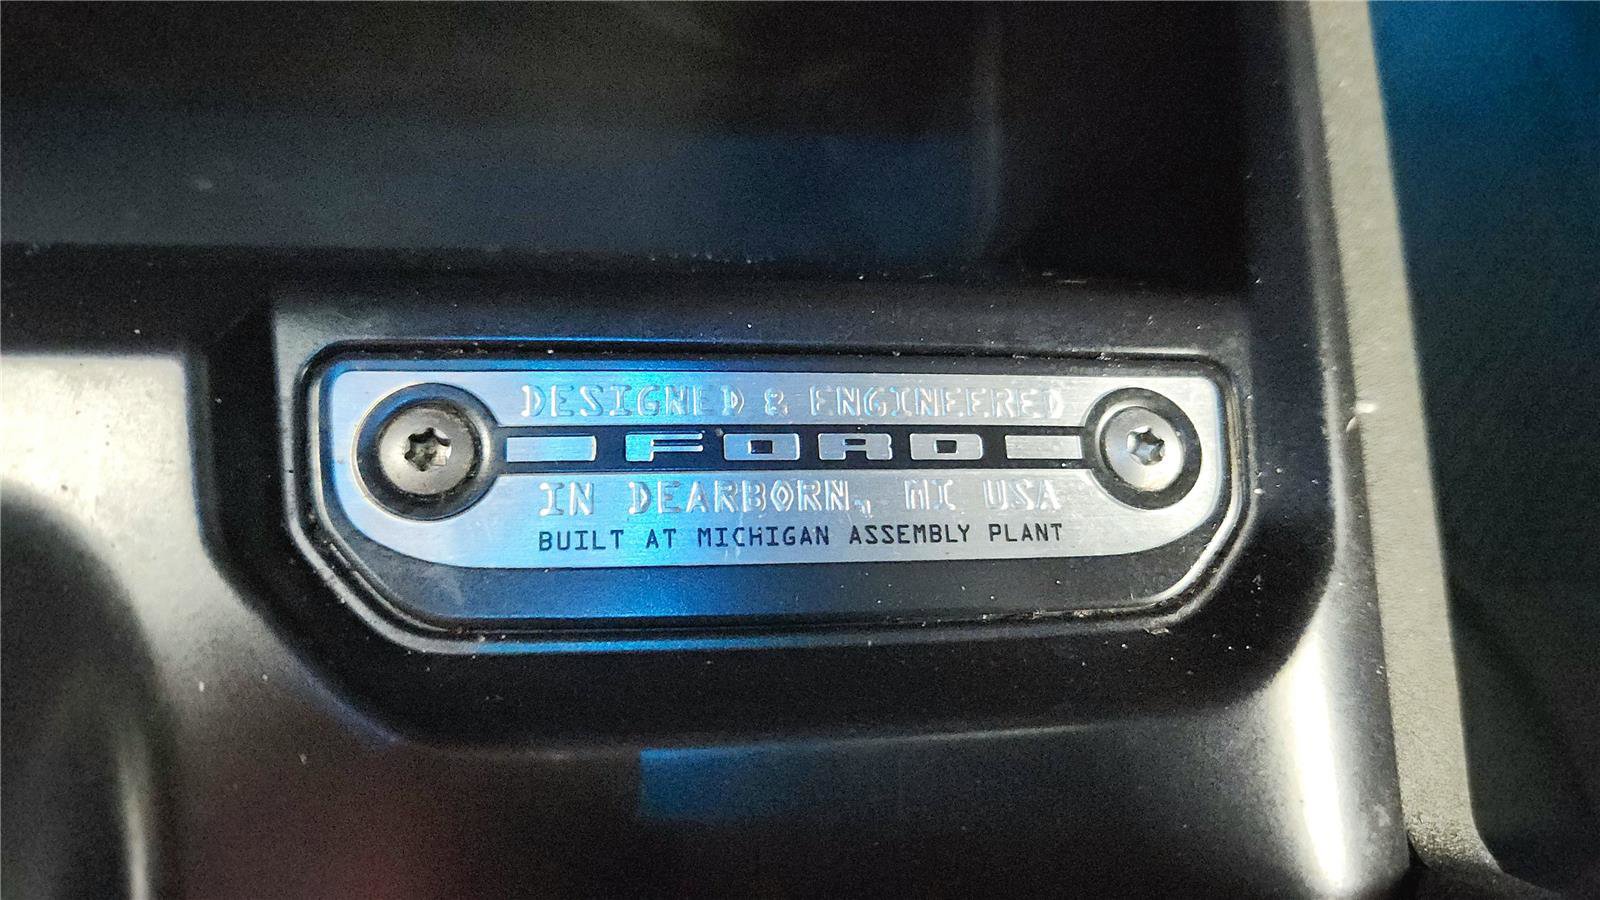 DESIGNED & ENGINEERED
FORD
IN DEARBORN, MI USA
BUILT AT MICHIGAN ASSEMBLY PLANT